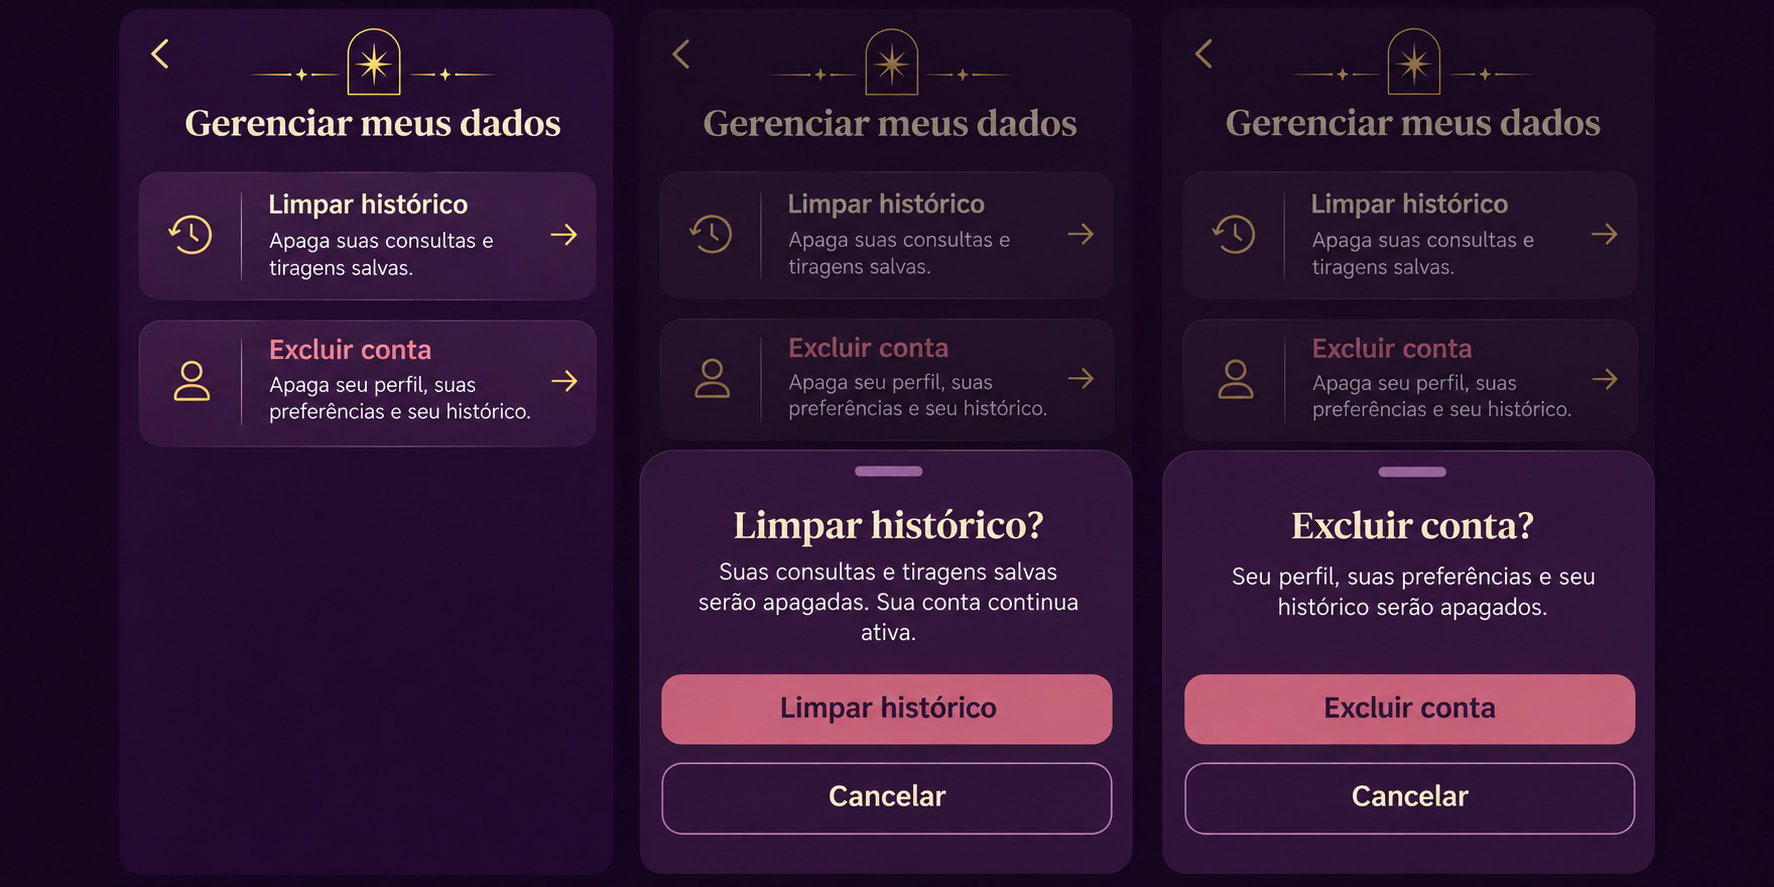 Gerenciar meus dados
Limpar histórico
Apaga suas consultas e
tiragens salvas.
Excluir conta
Apaga seu perfil, suas
preferências e seu histórico.
Gerenciar meus dados
Limpar histórico
Apaga suas consultas e
tiragens salvas.
Excluir conta
Apaga seu perfil, suas
preferências e seu histórico.
Limpar histórico?
Suas consultas e tiragens salvas
serão apagadas. Sua conta continua
ativa.
Limpar histórico
Cancelar
Gerenciar meus dados
Limpar histórico
Apaga suas consultas e
tiragens salvas.
Excluir conta
Apaga seu perfil, suas
preferências e seu histórico.
Excluir conta?
Seu perfil, suas preferências e seu
histórico serão apagados.
Excluir conta
Cancelar